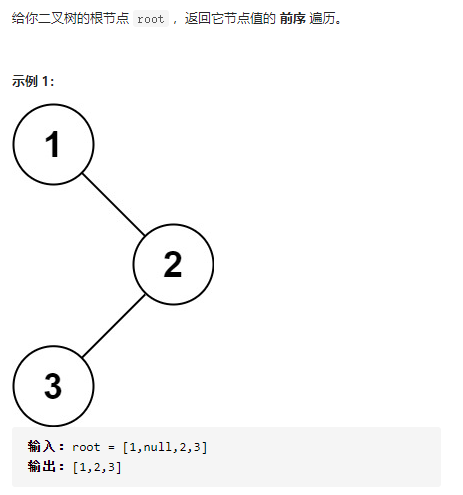 给你二叉树的根节点 root ，返回它节点值的 前序 遍历。
示例 1：
1
2
3
输入：root = [1,null,2,3]
输出：[1,2,3]